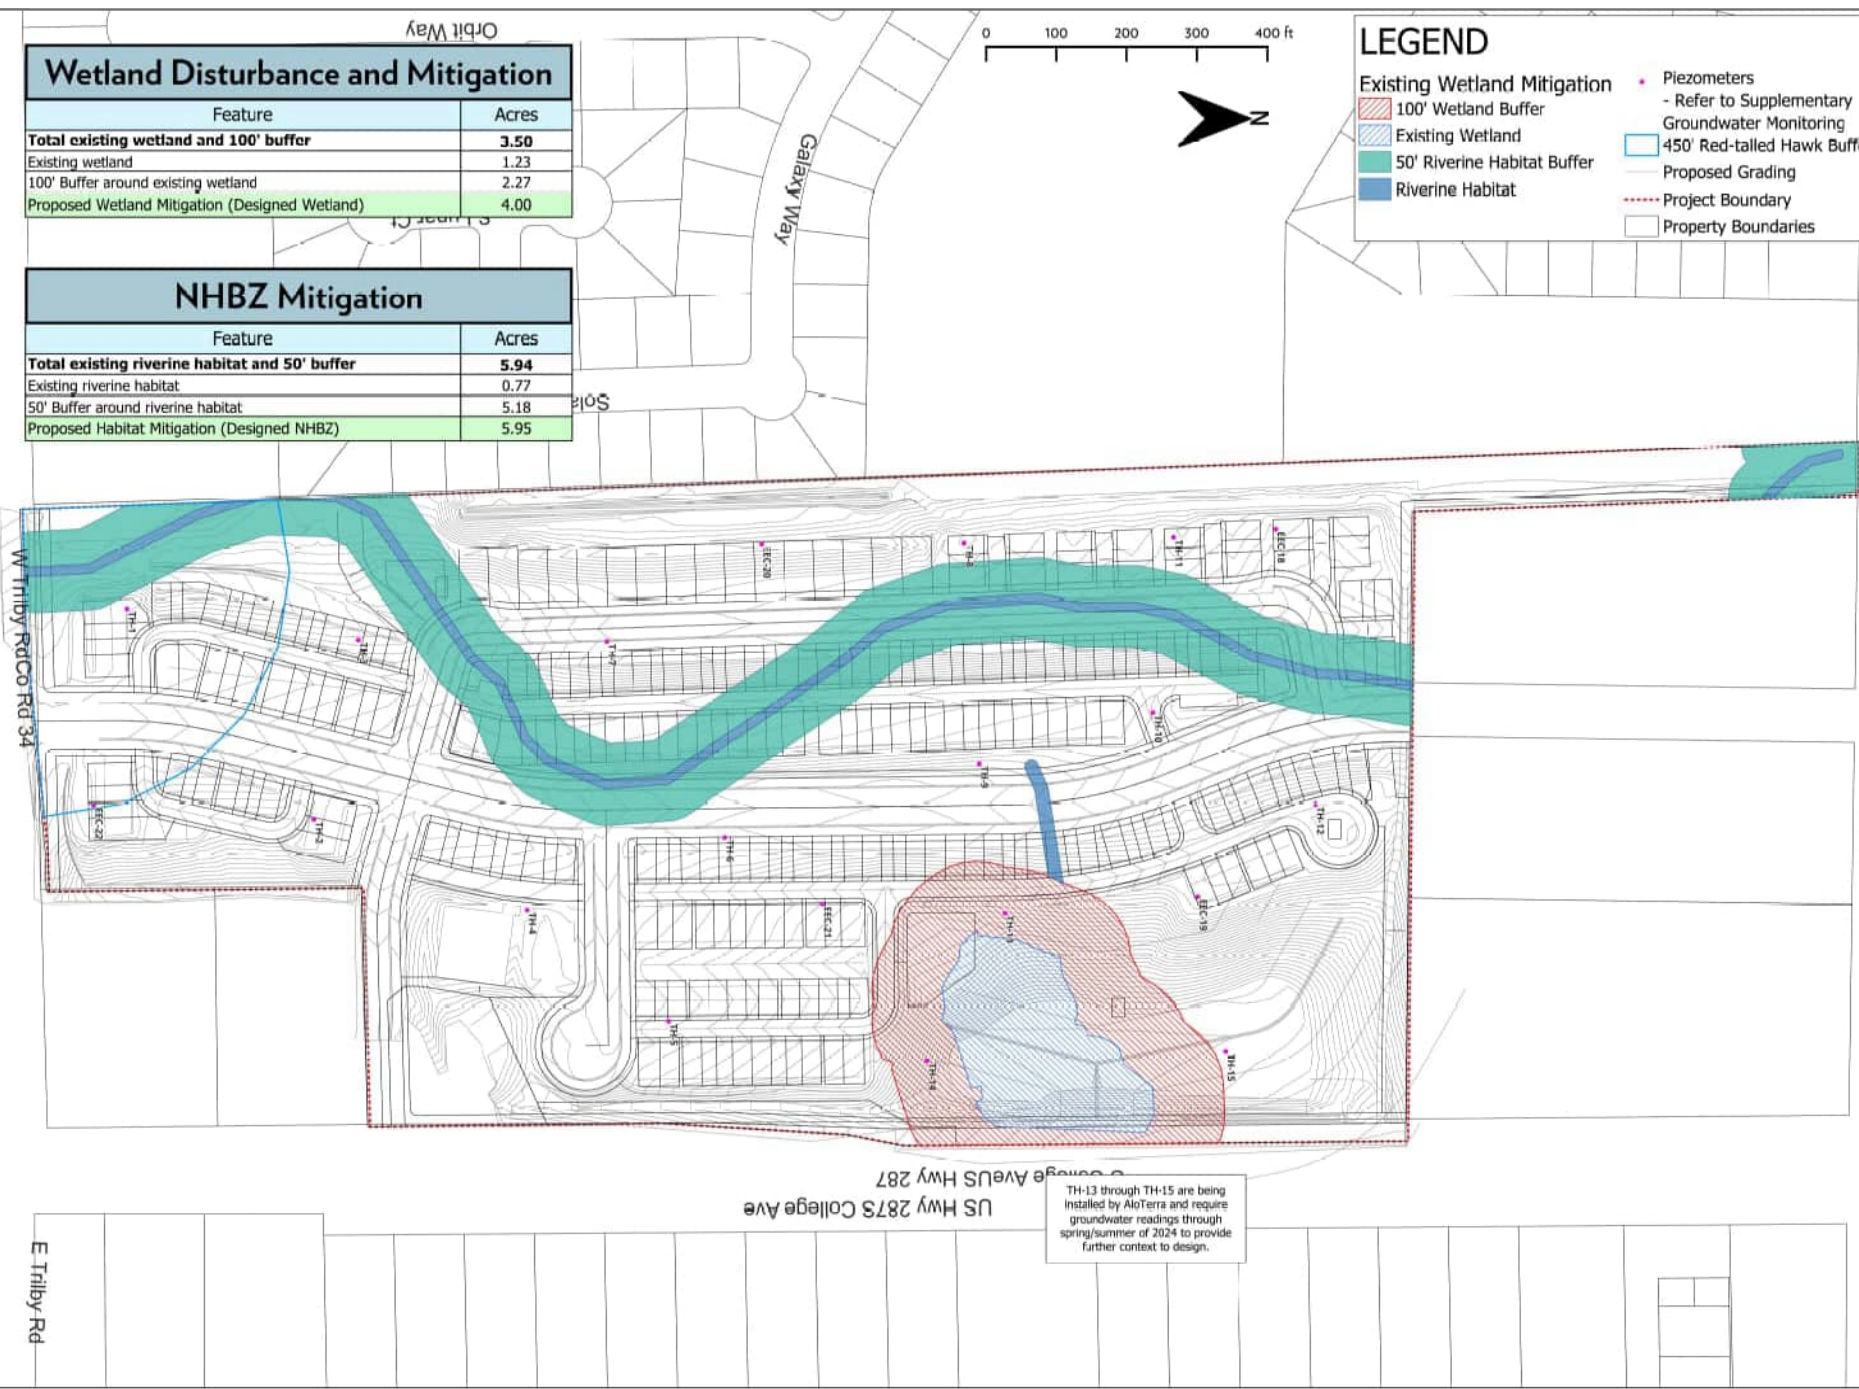 Orbit Way
Wetland Disturbance and Mitigation
Feature Acres
Total existing wetland and 100' buffer 3.50
Existing wetland 1.23
100' Buffer around existing wetland 2.27
Proposed Wetland Mitigation (Designed Wetland) 4.00
NHBZ Mitigation
Feature Acres
Total existing riverine habitat and 50' buffer 5.94
Existing riverine habitat 0.77
50' Buffer around riverine habitat 5.18
Proposed Habitat Mitigation (Designed NHBZ) 5.95
Sola
Galaxy Way
0 100 200 300 400 ft
N
LEGEND
Existing Wetland Mitigation
100' Wetland Buffer
Existing Wetland
50' Riverine Habitat Buffer
Riverine Habitat
Piezometers
- Refer to Supplementary
Groundwater Monitoring
450' Red-tailed Hawk Buff
Proposed Grading
Project Boundary
Property Boundaries
W Trilby RdCo Rd 34
EEC-20
TH-8
TH-11
EEC-18
TH-1
TH-7
TH-10
TH-9
EEC-22
TH-2
TH-6
TH-12
TH-4
EEC-21
TH-13
EEC-19
TH-5
TH-14
TH-15
College AveUS Hwy 287
US Hwy 287S College Ave
TH-13 through TH-15 are being
installed by AloTerra and require
groundwater readings through
spring/summer of 2024 to provide
further context to design.
E Trilby Rd